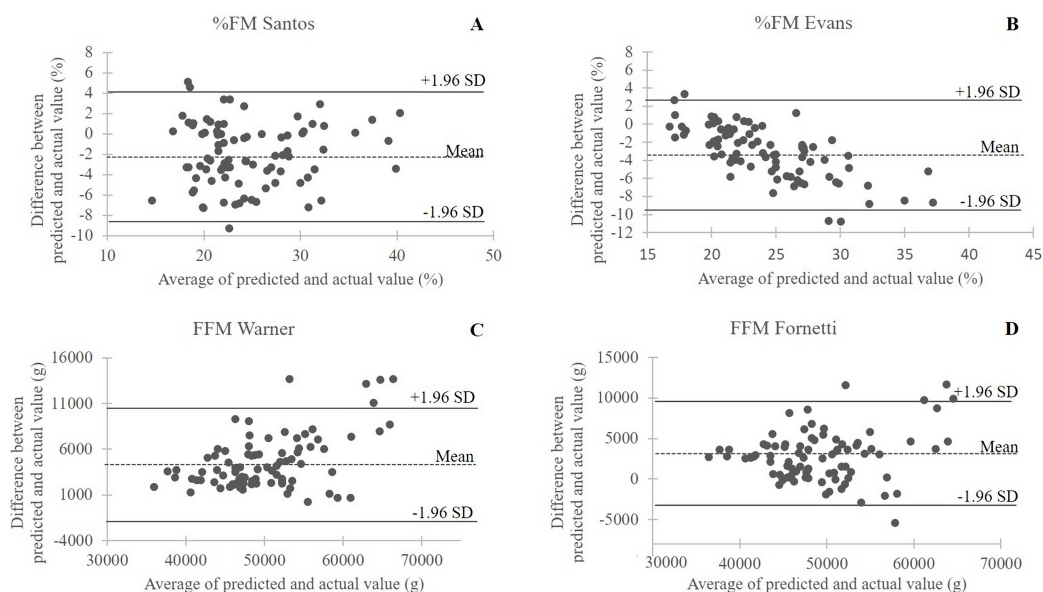 %FM Santos
A
Difference between
predicted and actual value (%)
8
6
4
2
0
-2
-4
-6
-8
-10
+1.96 SD
Mean
-1.96 SD
10
20
30
40
50
Average of predicted and actual value (%)
%FM Evans
B
Difference between
predicted and actual value (%)
8
6
4
2
0
-2
-4
-6
-8
-10
-12
+1.96 SD
Mean
-1.96 SD
15
20
25
30
35
40
45
Average of predicted and actual value (%)
FFM Warner
C
Difference between
predicted and actual value (g)
16000
11000
6000
1000
-4000
+1.96 SD
Mean
-1.96 SD
30000
40000
50000
60000
70000
Average of predicted and actual value (g)
FFM Fornetti
D
Difference between
predicted and actual value (g)
15000
10000
5000
0
-5000
+1.96 SD
Mean
-1.96 SD
30000
40000
50000
60000
70000
Average of predicted and actual value (g)